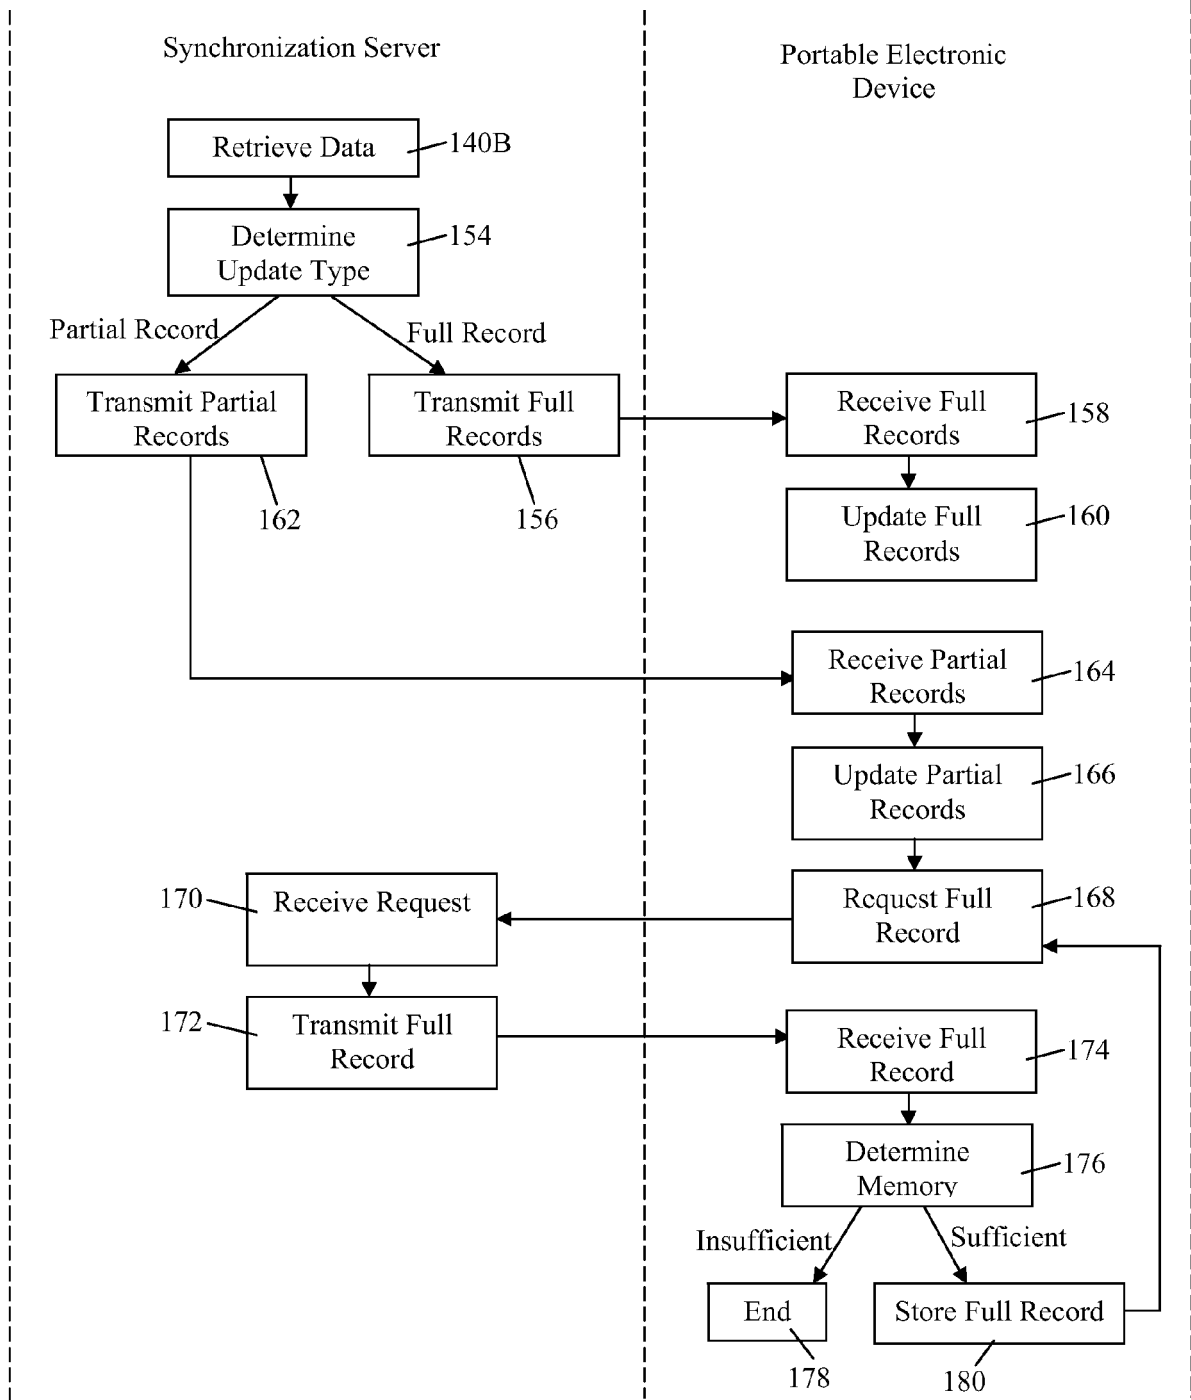 Synchronization Server
Portable Electronic
Device
Retrieve Data
140B
Determine
Update Type
154
Partial Record
Full Record
Transmit Partial
Records
162
Transmit Full
Records
156
Receive Full
Records
158
Update Full
Records
160
Receive Partial
Records
164
Update Partial
Records
166
Request Full
Record
168
170
Receive Request
172
Transmit Full
Record
Receive Full
Record
174
Determine
Memory
176
Insufficient
Sufficient
End
178
Store Full Record
180